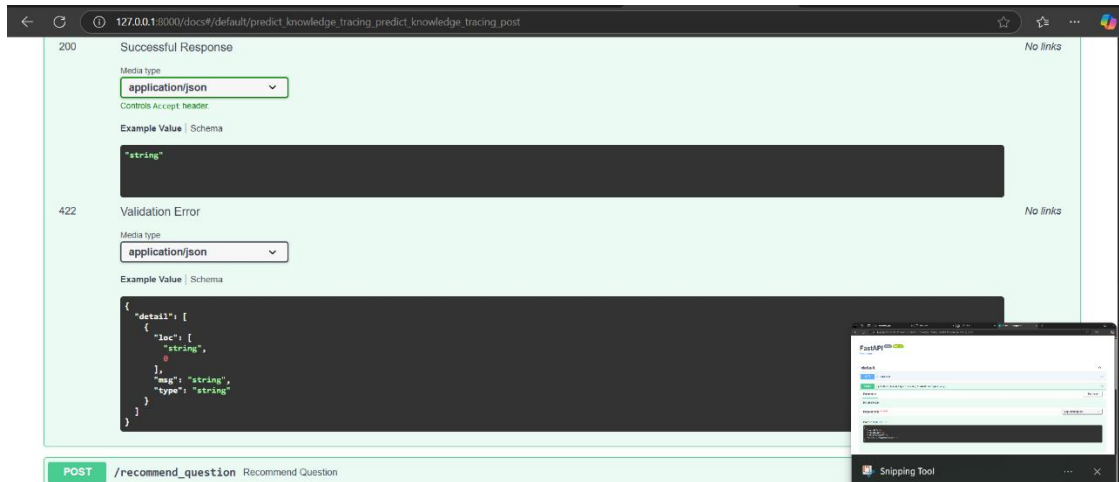 127.0.0.1:8000/docs#/default/predict_knowledge_tracing_predict_knowledge_tracing_post
200 Successful Response No links
Media type
application/json
Controls Accept header.
Example Value | Schema
"string"
422 Validation Error No links
Media type
application/json
Example Value | Schema
{
"detail": [
{
"loc": [
"string",
0
],
"msg": "string",
"type": "string"
}
]
}
FastAPI
default
POST /recommend_question Recommend Question
Snipping Tool